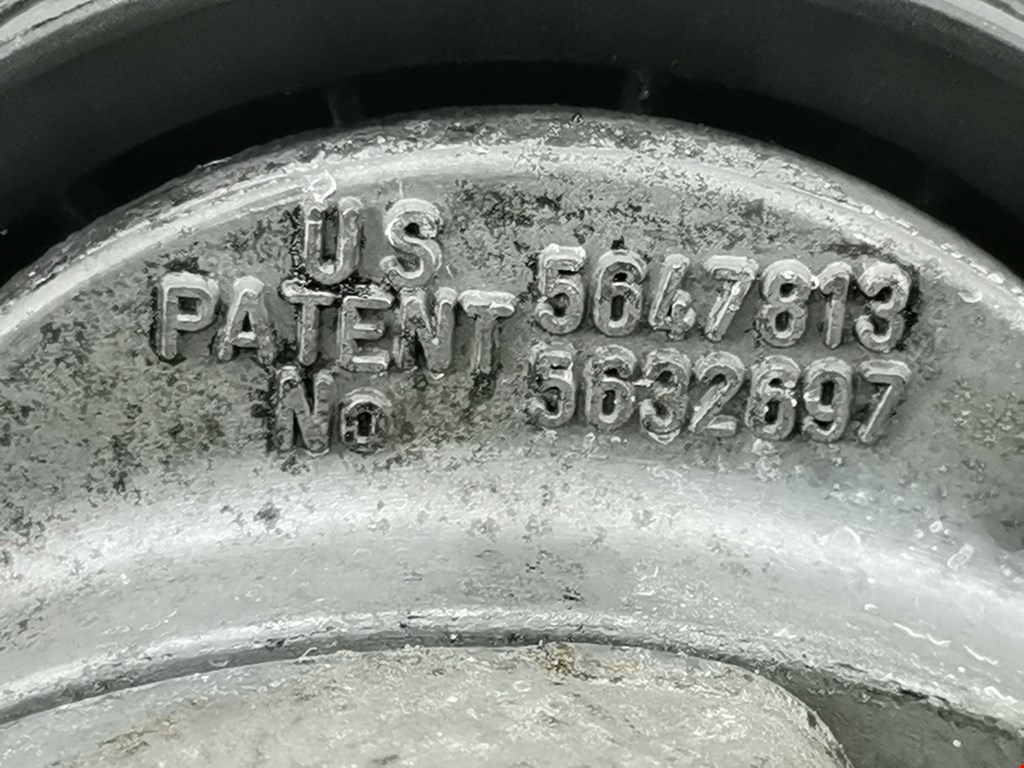 US
PATENT
No
5647813
5632697